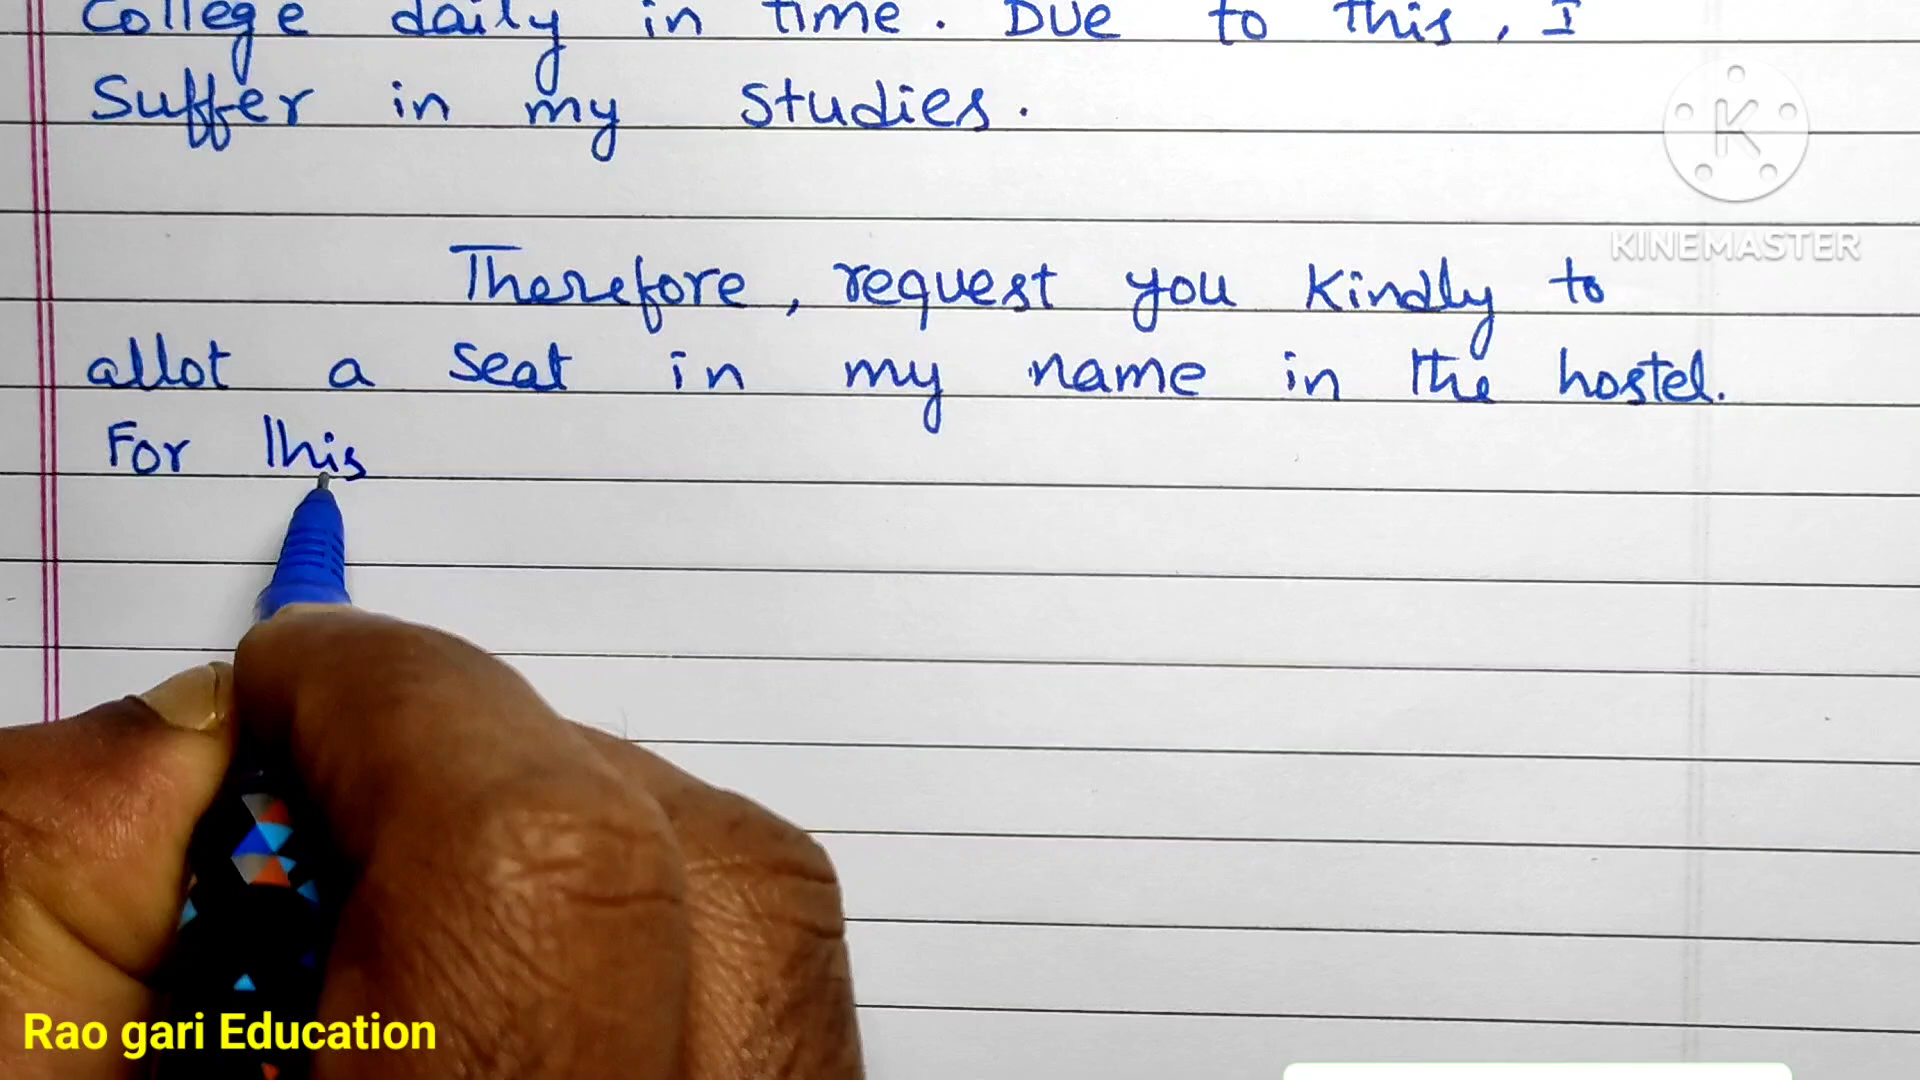 College daily in time. Due to this, I
Suffer in my studies.
Therefore, request you kindly to
allot a seat in my name in the hostel.
For this
KINEMASTER
Rao gari Education